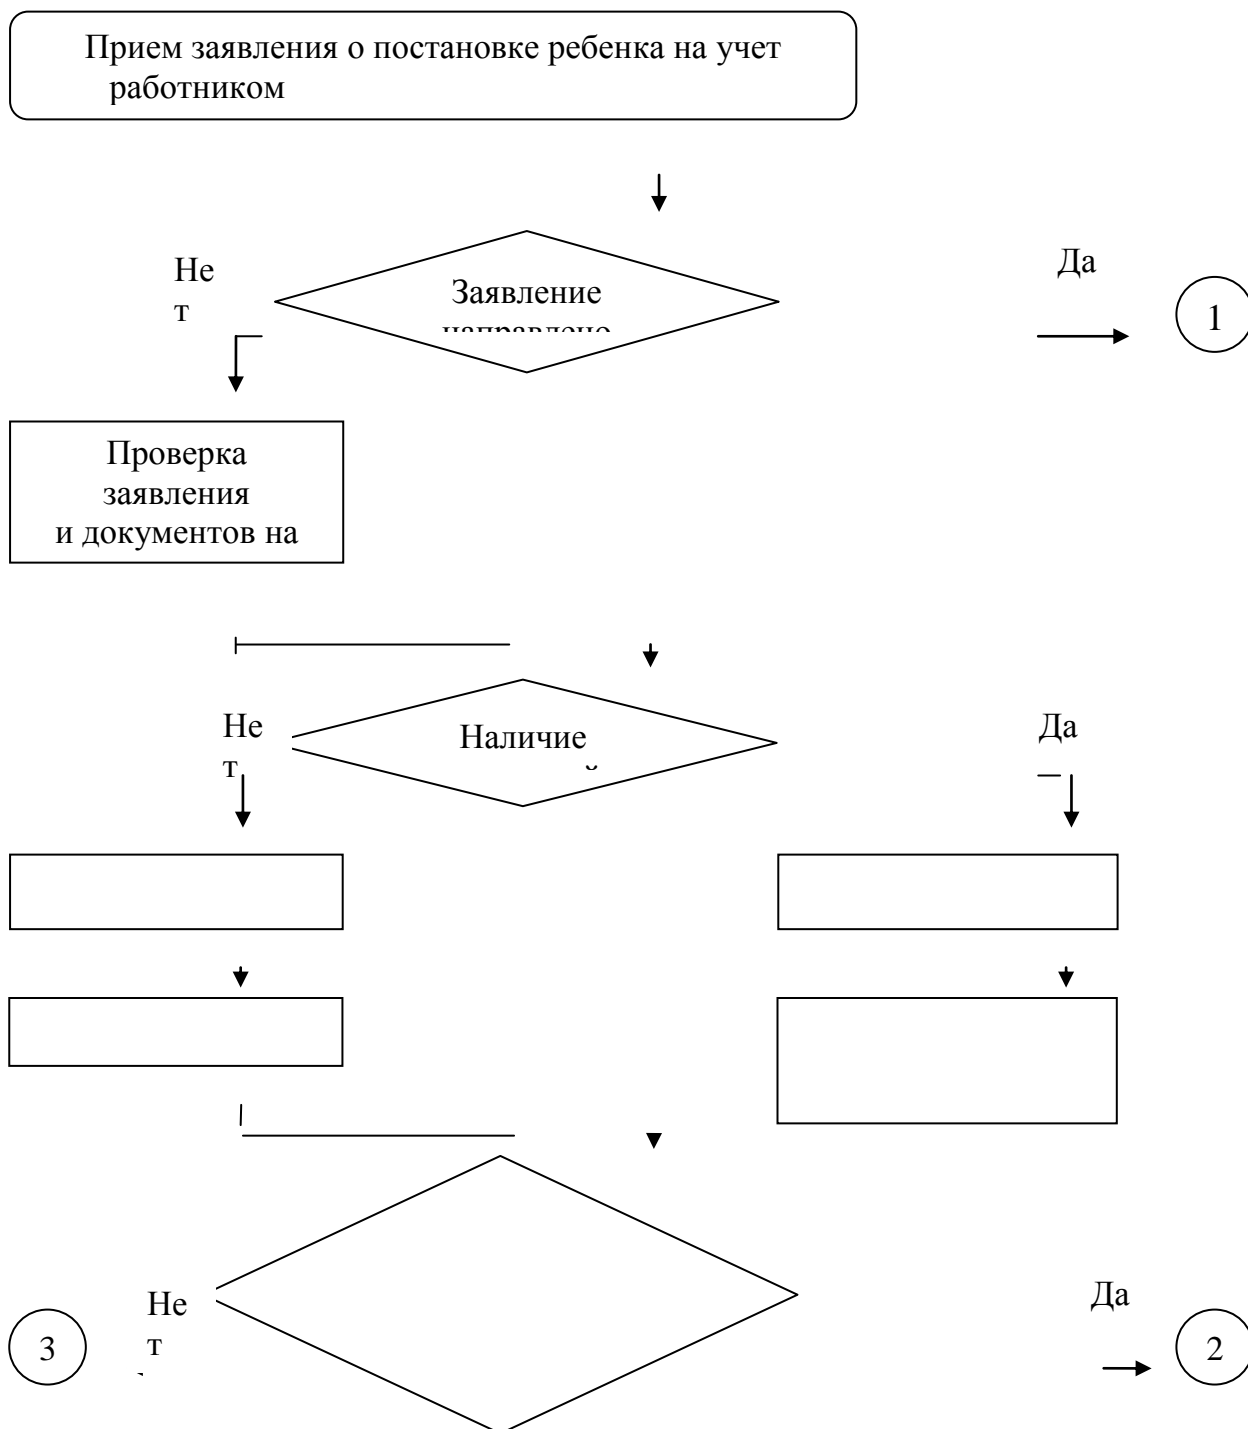 Прием заявления о постановке ребенка на учет
работником
Не
т
Заявление
направлено
Да
1
Проверка
заявления
и документов на
Не
т
Наличие
Да
Не
т
Да
3
2